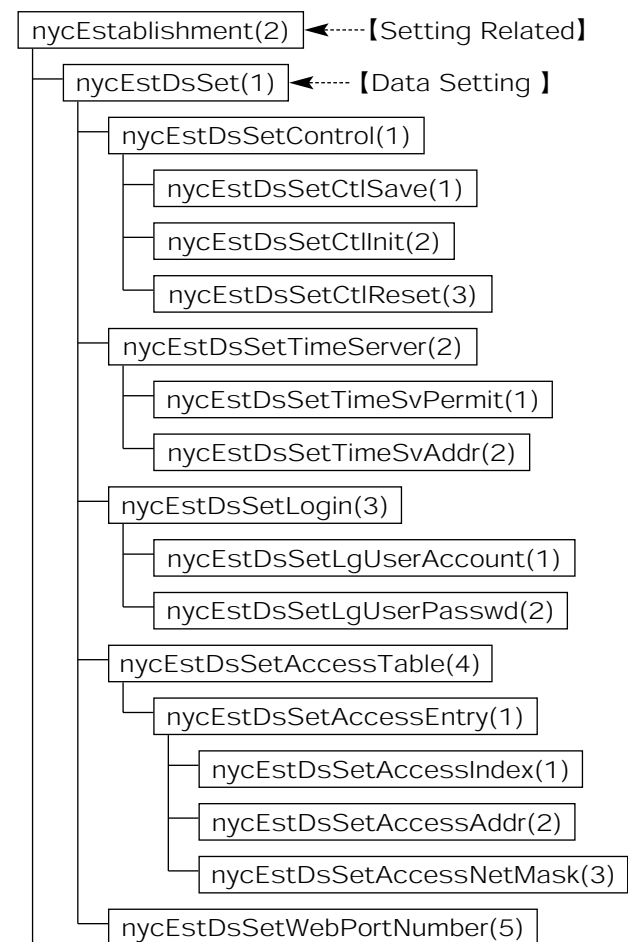 nycEstablishment(2) 【Setting Related】
nycEstDsSet(1) 【Data Setting 】
nycEstDsSetControl(1)
nycEstDsSetCtlSave(1)
nycEstDsSetCtlInit(2)
nycEstDsSetCtlReset(3)
nycEstDsSetTimeServer(2)
nycEstDsSetTimeSvPermit(1)
nycEstDsSetTimeSvAddr(2)
nycEstDsSetLogin(3)
nycEstDsSetLgUserAccount(1)
nycEstDsSetLgUserPasswd(2)
nycEstDsSetAccessTable(4)
nycEstDsSetAccessEntry(1)
nycEstDsSetAccessIndex(1)
nycEstDsSetAccessAddr(2)
nycEstDsSetAccessNetMask(3)
nycEstDsSetWebPortNumber(5)